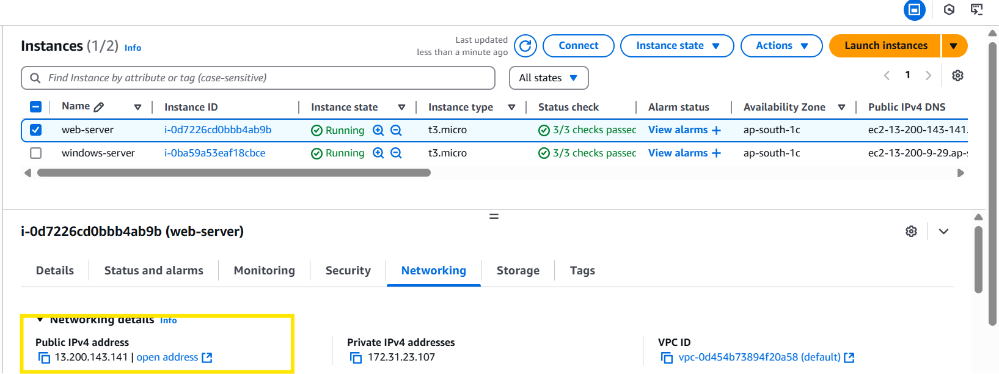 Instances (1/2) Info
Last updated
less than a minute ago
Connect Instance state Actions Launch instances
Find Instance by attribute or tag (case-sensitive) All states 1
Name Instance ID Instance state Instance type Status check Alarm status Availability Zone Public IPv4 DNS
web-server i-0d7226cd0bbb4ab9b Running t3.micro 3/3 checks passed View alarms + ap-south-1c ec2-13-200-143-141.
windows-server i-0ba59a53eaf18cbce Running t3.micro 3/3 checks passed View alarms + ap-south-1c ec2-13-200-9-29.ap-s
i-0d7226cd0bbb4ab9b (web-server)
Details Status and alarms Monitoring Security Networking Storage Tags
Networking details Info
Public IPv4 address Private IPv4 addresses VPC ID
13.200.143.141 | open address 172.31.23.107 vpc-0d454b73894f20a58 (default)